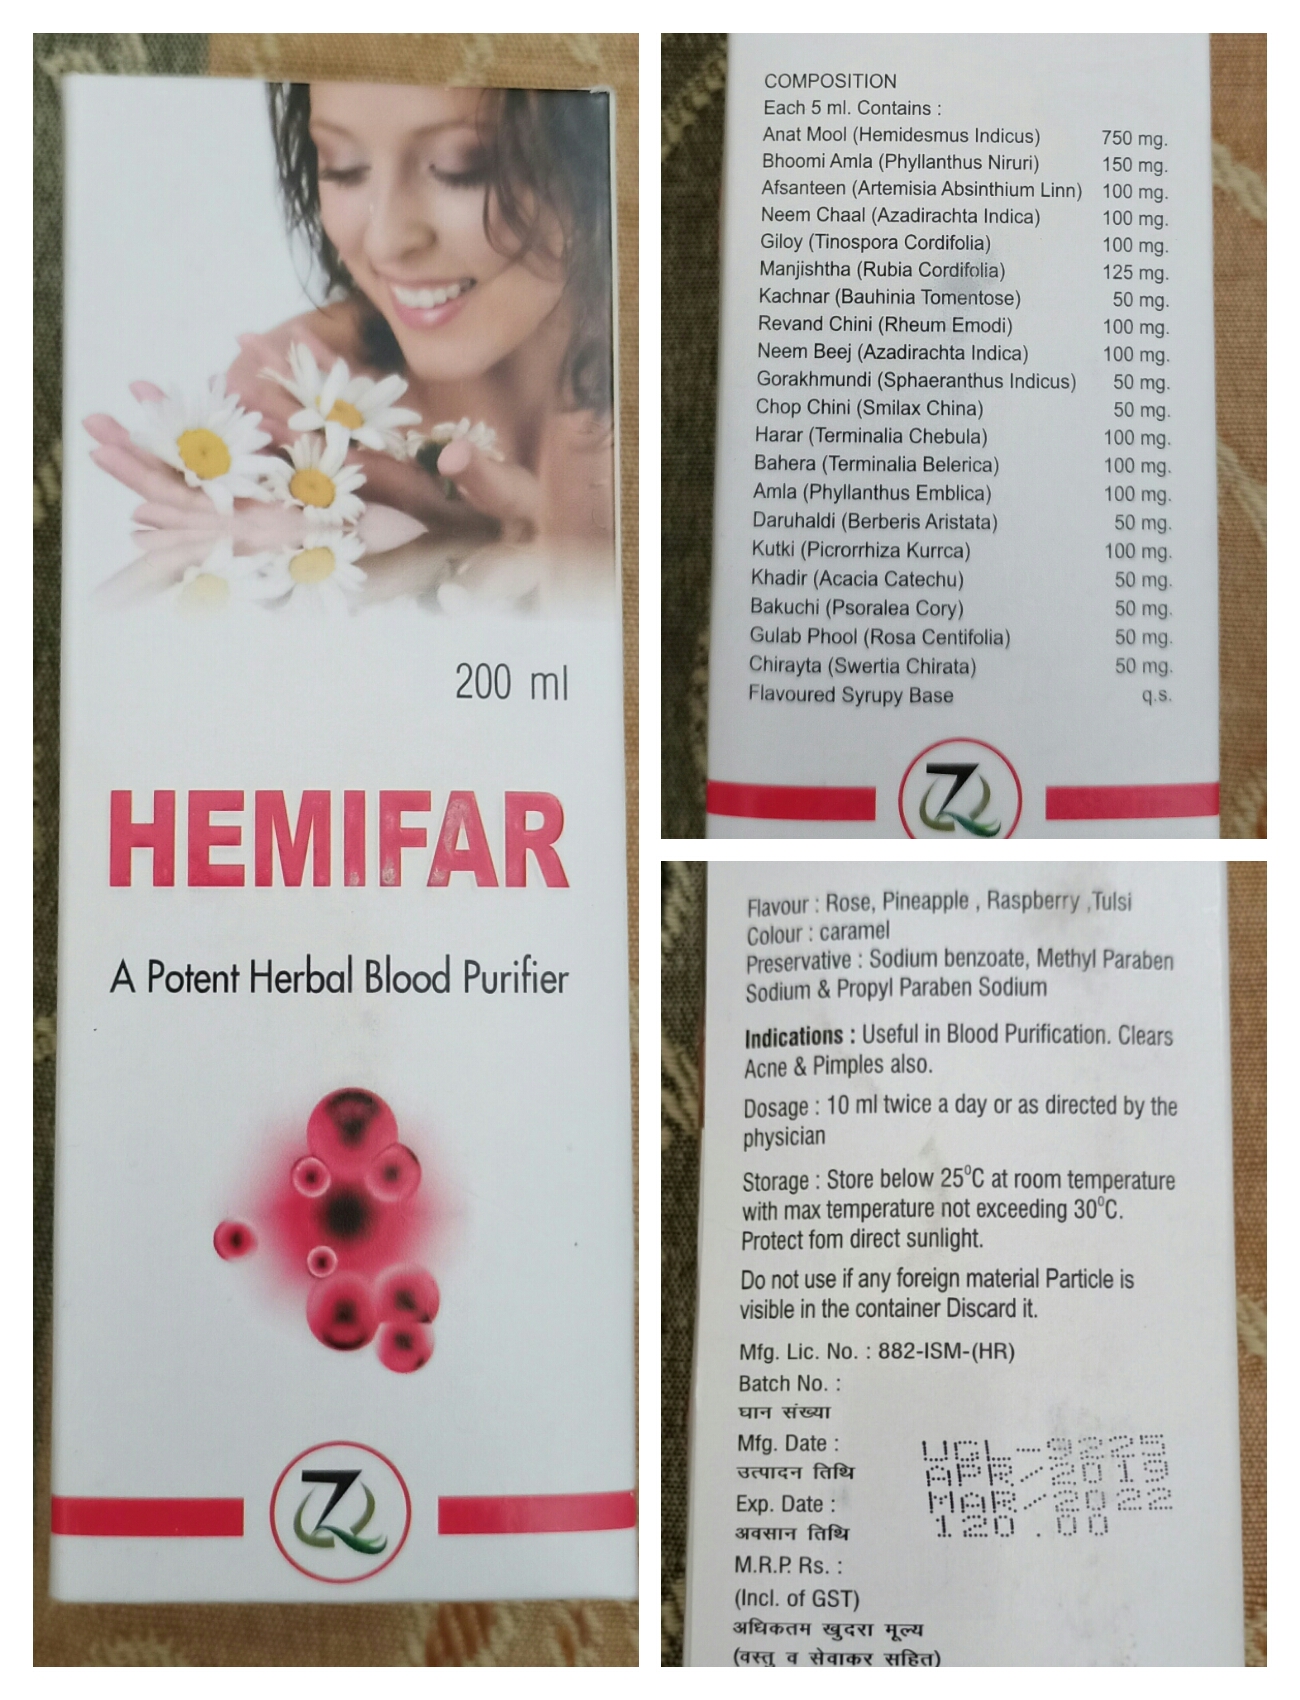 200 ml
HEMIFAR
A Potent Herbal Blood Purifier
COMPOSITION
Each 5 ml. Contains :
Anat Mool (Hemidesmus Indicus) 750 mg.
Bhoomi Amla (Phyllanthus Niruri) 150 mg.
Afsanteen (Artemisia Absinthium Linn) 100 mg.
Neem Chaal (Azadirachta Indica) 100 mg.
Giloy (Tinospora Cordifolia) 100 mg.
Manjishtha (Rubia Cordifolia) 125 mg.
Kachnar (Bauhinia Tomentose) 50 mg.
Revand Chini (Rheum Emodi) 100 mg.
Neem Beej (Azadirachta Indica) 100 mg.
Gorakhmundi (Sphaeranthus Indicus) 50 mg.
Chop Chini (Smilax China) 50 mg.
Harar (Terminalia Chebula) 100 mg.
Bahera (Terminalia Belerica) 100 mg.
Amla (Phyllanthus Emblica) 100 mg.
Daruhaldi (Berberis Aristata) 50 mg.
Kutki (Picrorrhiza Kurrca) 100 mg.
Khadir (Acacia Catechu) 50 mg.
Bakuchi (Psoralea Cory) 50 mg.
Gulab Phool (Rosa Centifolia) 50 mg.
Chirayta (Swertia Chirata) 50 mg.
Flavoured Syrupy Base q.s.
Flavour : Rose, Pineapple , Raspberry ,Tulsi
Colour : caramel
Preservative : Sodium benzoate, Methyl Paraben
Sodium & Propyl Paraben Sodium
Indications : Useful in Blood Purification. Clears
Acne & Pimples also.
Dosage : 10 ml twice a day or as directed by the
physician
Storage : Store below 25⁰C at room temperature
with max temperature not exceeding 30⁰C.
Protect fom direct sunlight.
Do not use if any foreign material Particle is
visible in the container Discard it.
Mfg. Lic. No. : 882-ISM-(HR)
Batch No. :
घान संख्या
Mfg. Date : UGL-9225
उत्पादन तिथि APR/2019
Exp. Date : MAR/2022
अवसान तिथि 120.00
M.R.P. Rs. :
(Incl. of GST)
अधिकतम खुदरा मूल्य
(वस्तु व सेवाकर सहित)